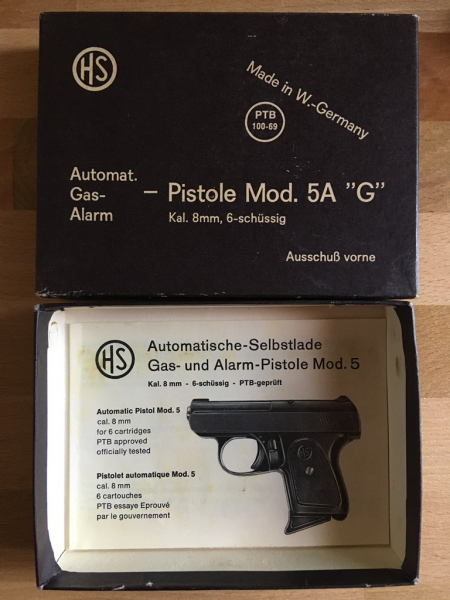 HS
Made in W.-Germany
PTB
100-69
Automat.
Gas-
Alarm
— Pistole Mod. 5A "G"
Kal. 8mm, 6-schüssig
Ausschuß vorne
HS
Automatische-Selbstlade
Gas- und Alarm-Pistole Mod. 5
Kal. 8 mm - 6-schüssig - PTB-geprüft
Automatic Pistol Mod. 5
cal. 8 mm
for 6 cartridges
PTB approved
officially tested
Pistolet automatique Mod. 5
cal. 8 mm
6 cartouches
PTB essaye Eprouvé
par le gouvernement
HS